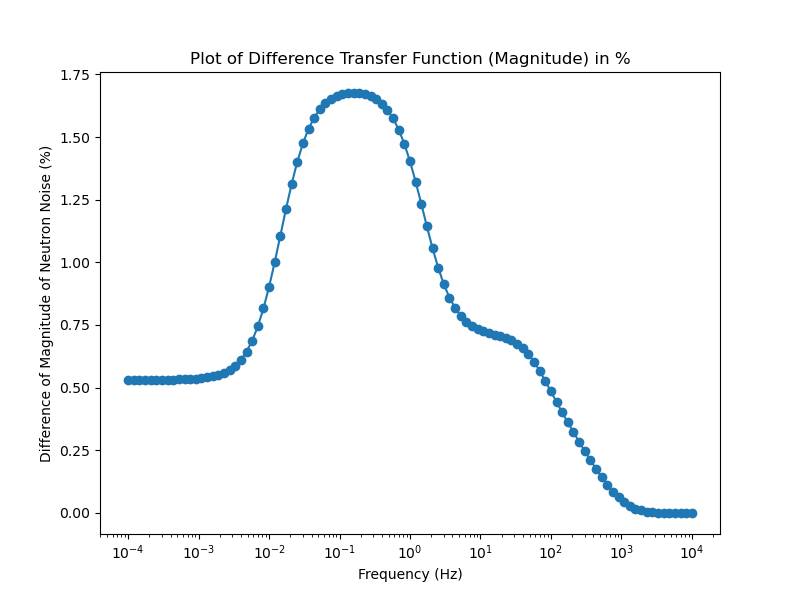 Plot of Difference Transfer Function (Magnitude) in %
Difference of Magnitude of Neutron Noise (%)
1.75
1.50
1.25
1.00
0.75
0.50
0.25
0.00
10⁻⁴ 10⁻³ 10⁻² 10⁻¹ 10⁰ 10¹ 10² 10³ 10⁴
Frequency (Hz)